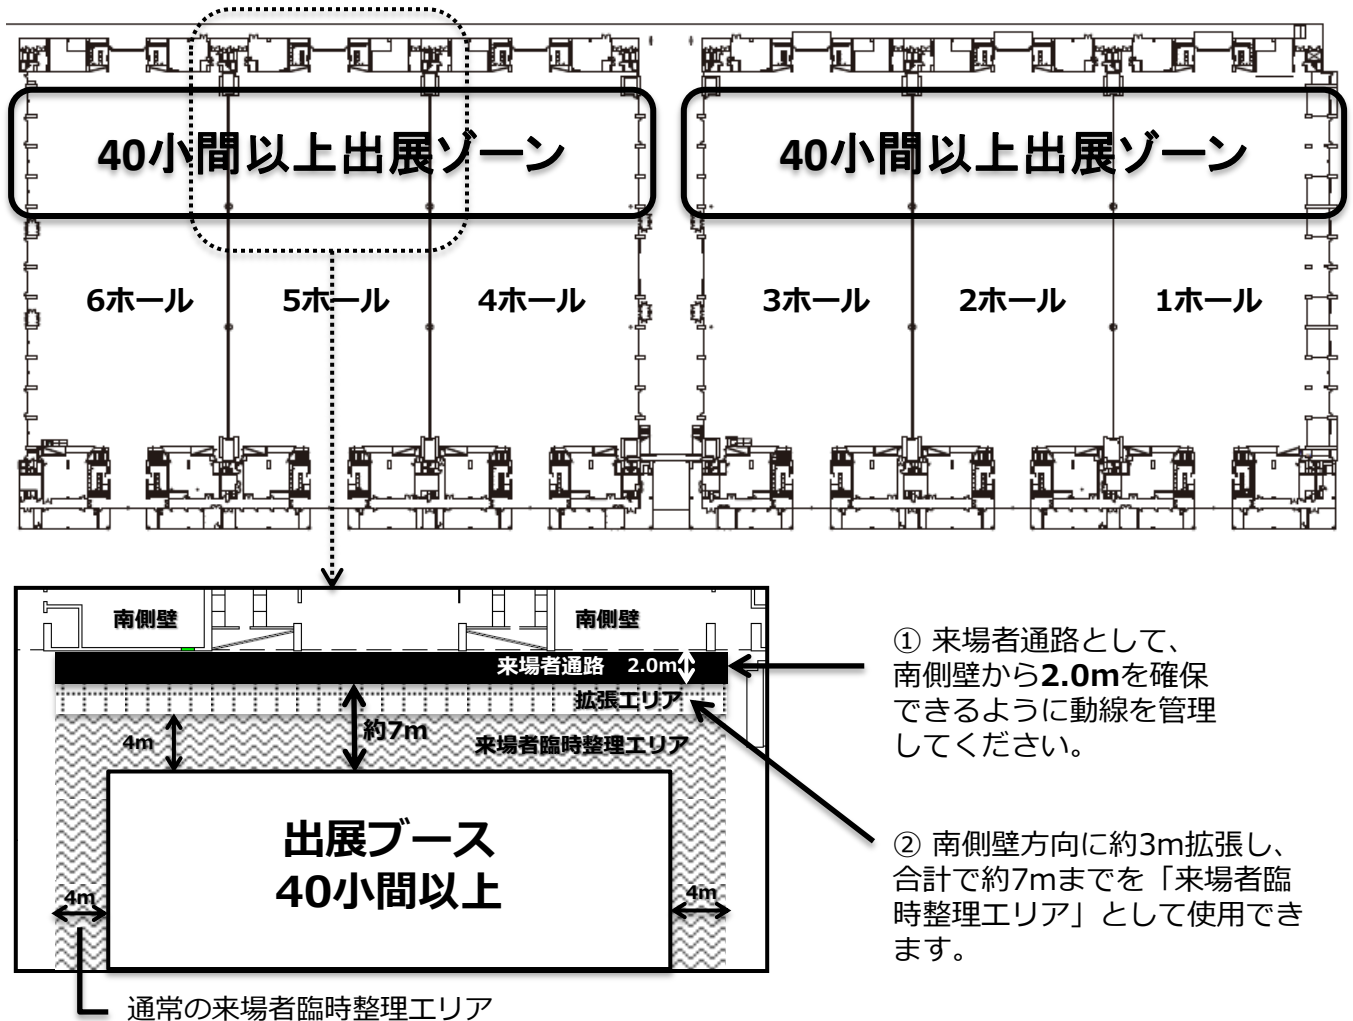 40小間以上出展ゾーン
40小間以上出展ゾーン
6ホール
5ホール
4ホール
3ホール
2ホール
1ホール
南側壁
南側壁
来場者通路 2.0m
拡張エリア
約7m
4m
来場者臨時整理エリア
出展ブース
40小間以上
4m
4m
通常の来場者臨時整理エリア
① 来場者通路として、
南側壁から2.0mを確保
できるように動線を管理
してください。
② 南側壁方向に約3m拡張し、
合計で約7mまでを「来場者臨
時整理エリア」として使用でき
ます。